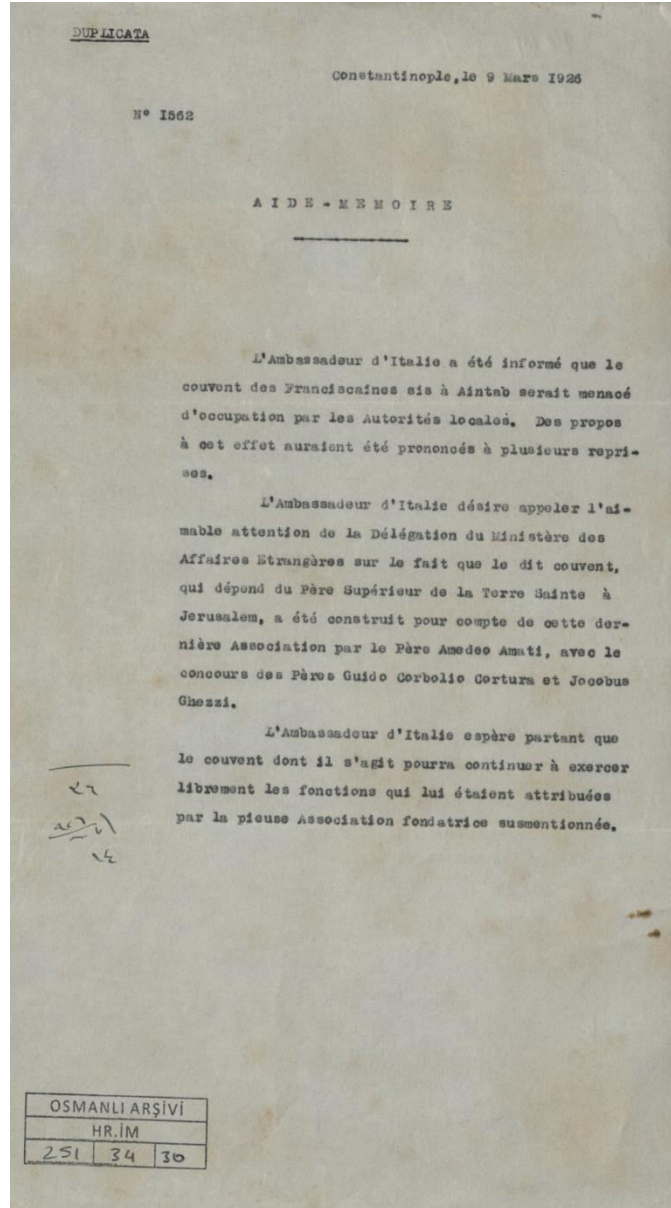 DUPLICATA
Constantinople,le 9 Mars I926
N° I562
AIDE-MEMOIRE
L'Ambassadeur d'Italie a été informé que le
couvent des Franciscaines sis à Aintab serait menacé
d'occupation par les Autorités locales. Des propos
à cet effet auraient été prononcés à plusieurs repri-
ses.
L'Ambassadeur d'Italie désire appeler l'ai-
mable attention de la Délégation du Ministère des
Affaires Etrangères sur le fait que le dit couvent,
qui dépend du Père Supérieur de la Terre Sainte à
Jerusalem, a été construit pour compte de cette der-
nière Association par le Père Amedeo Amati, avec le
concours des Pères Guido Corbolio Cortura et Jocobus
Ghezzi.
L'Ambassadeur d'Italie espère partant que
le couvent dont il s'agit pourra continuer à exercer
librement les fonctions qui lui étaient attribuées
par la pieuse Association fondatrice susmentionnée.
٢٦
١٤
OSMANLI ARŞİVİ
HR.İM
251 34 30